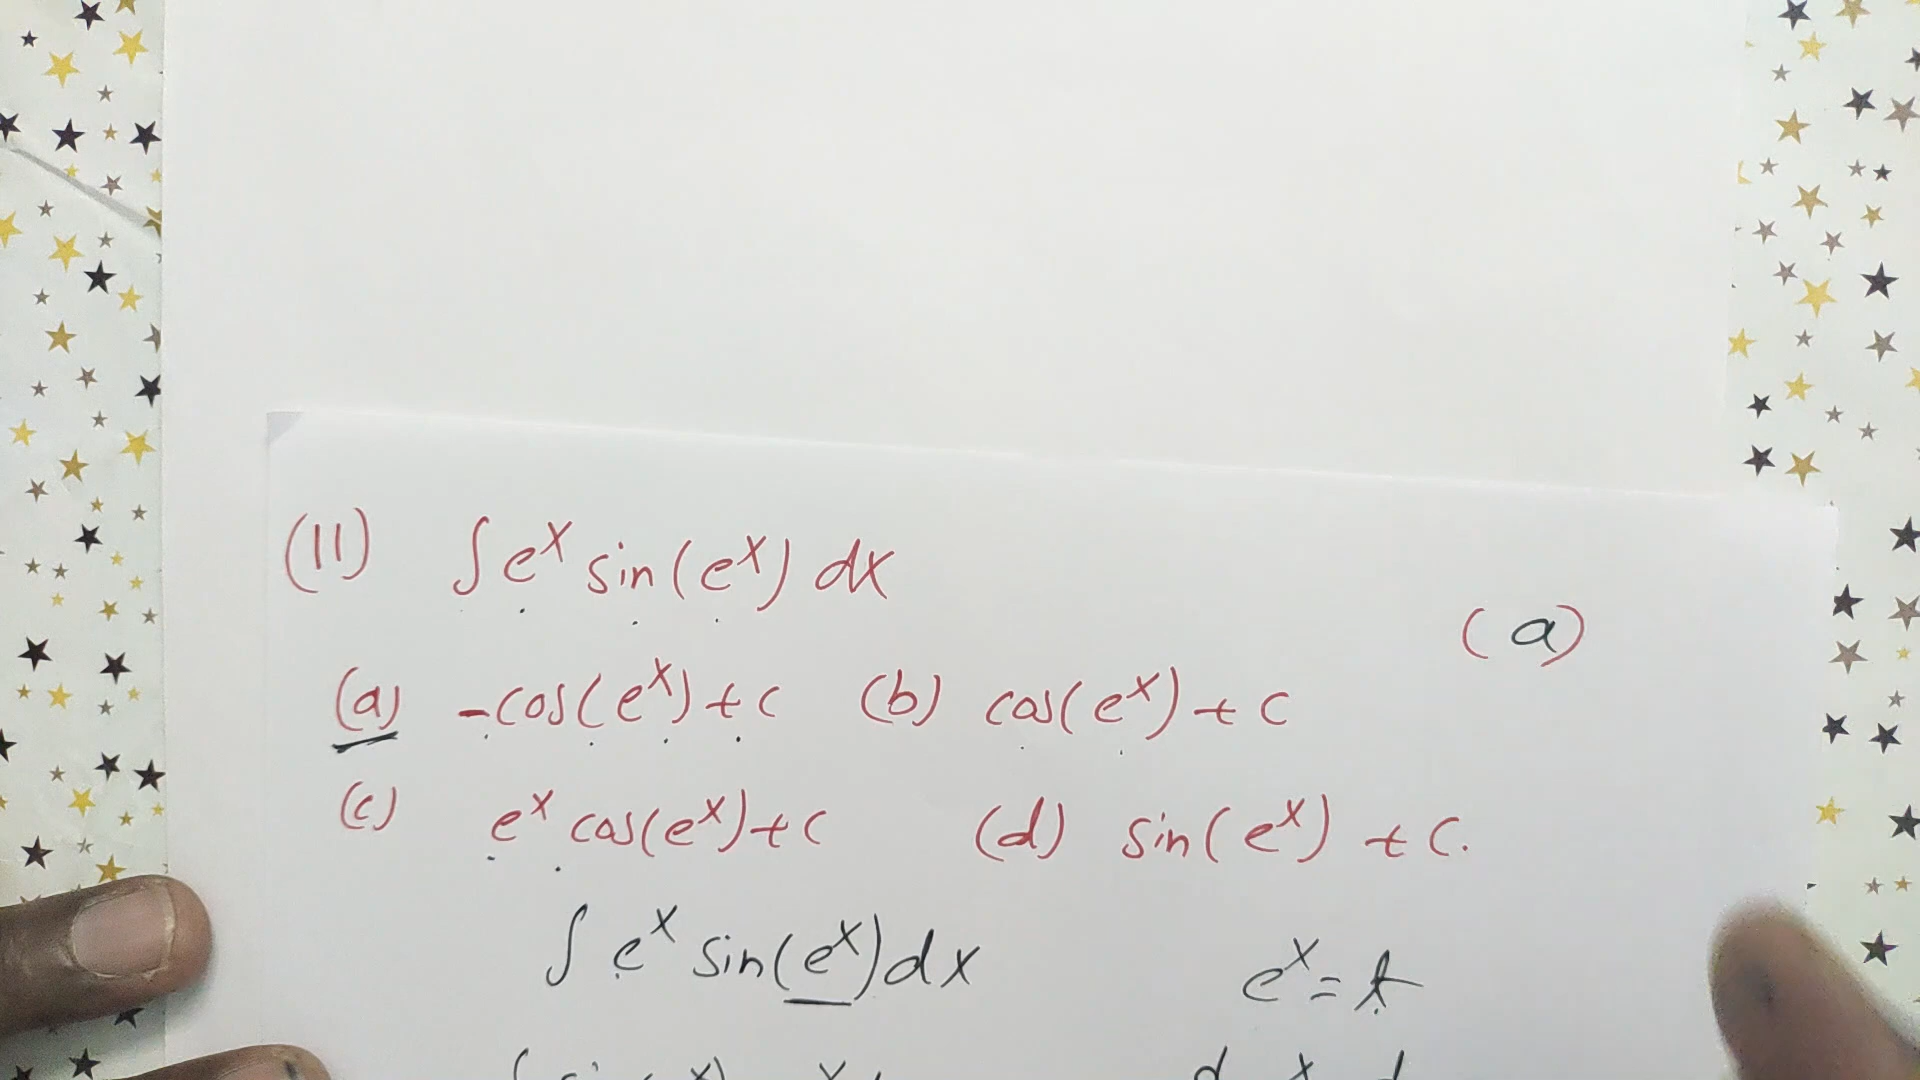 (11) ∫ eˣ sin(eˣ) dx
(a)
(a) -cos(eˣ) + c (b) cos(eˣ) + c
(c) eˣ cos(eˣ) + c (d) sin(eˣ) + c.
∫ eˣ sin(eˣ) dx eˣ = t